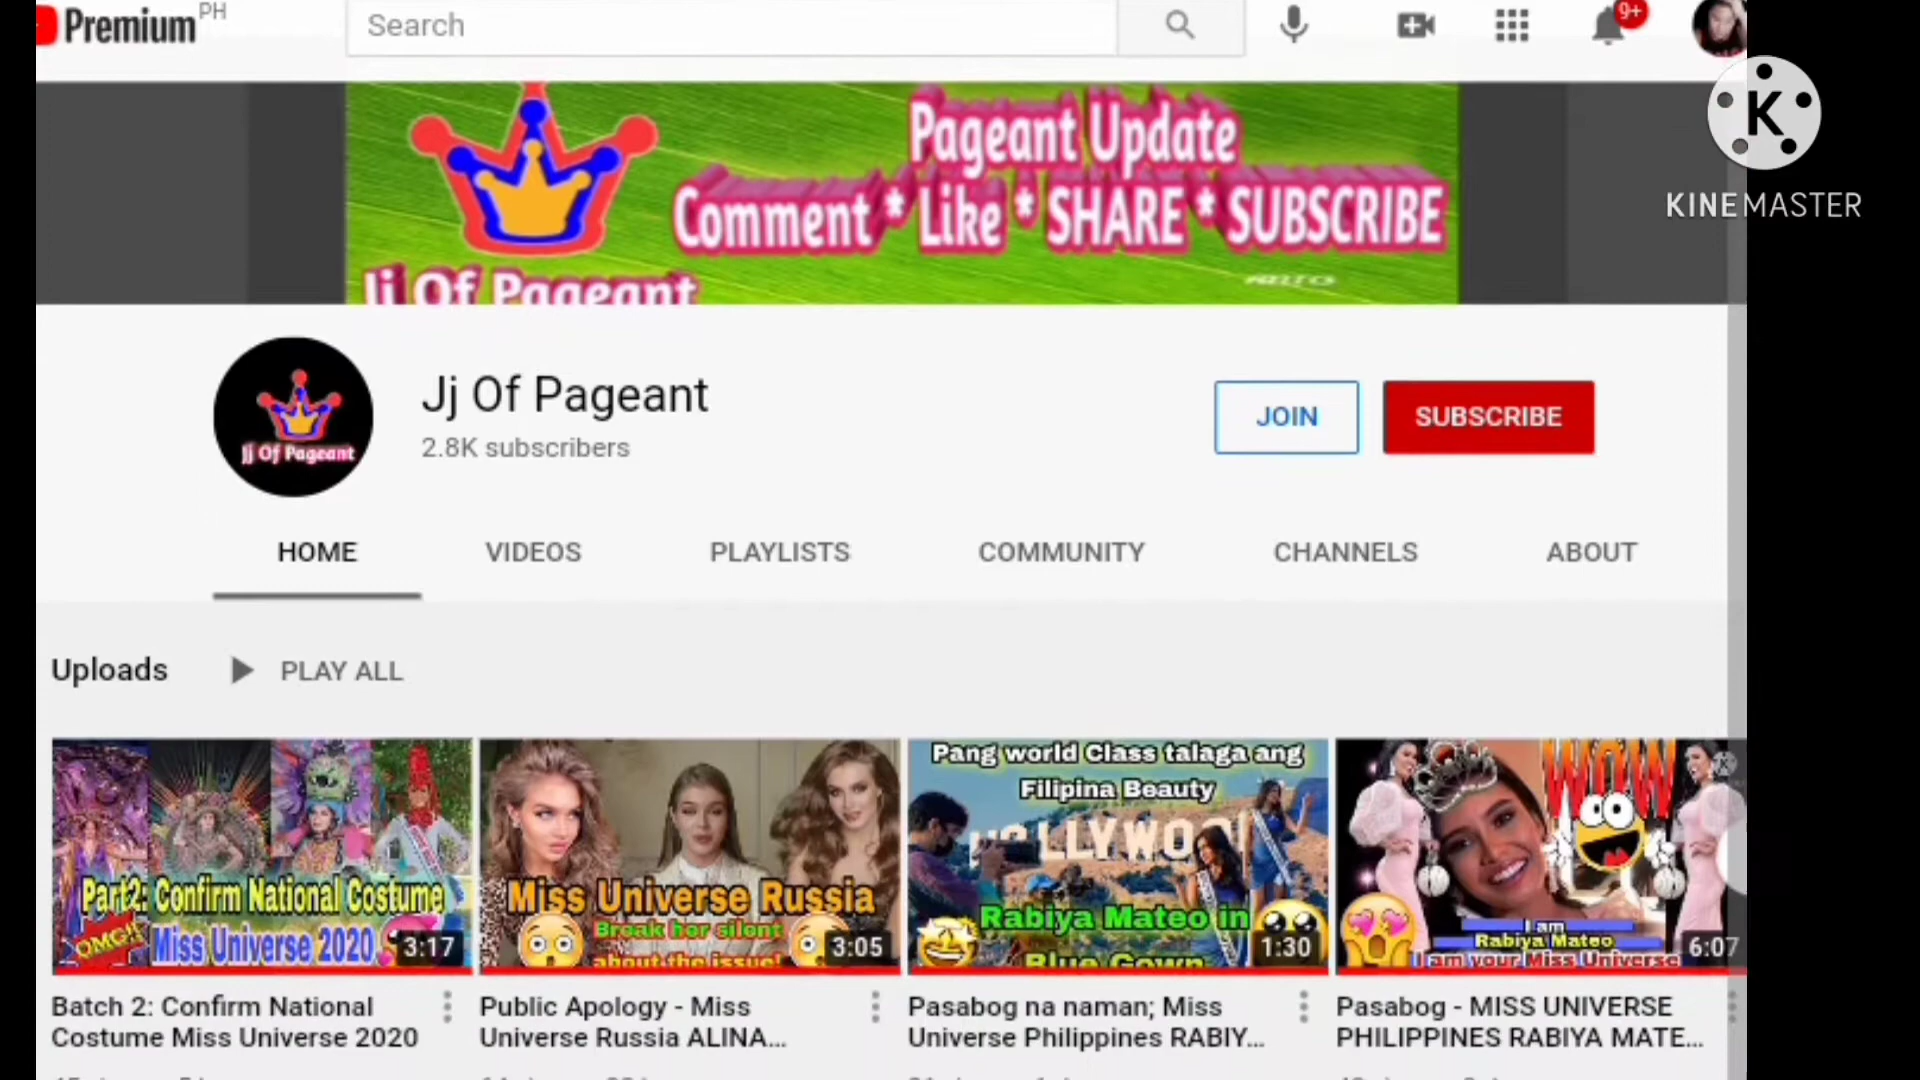 Premium PH
Search
9+
K
KINEMASTER
Pageant Update
Comment * Like * SHARE * SUBSCRIBE
Jj Of Pageant
Jj Of Pageant
Jj Of Pageant
2.8K subscribers
JOIN
SUBSCRIBE
HOME
VIDEOS
PLAYLISTS
COMMUNITY
CHANNELS
ABOUT
Uploads
PLAY ALL
Part2: Confirm National Costume
OMG!!
Miss Universe 2020
3:17
Miss Universe Russia
Break her silent
about the issue!
3:05
Pang world Class talaga ang
Filipina Beauty
HOLLYWOO
Rabiya Mateo in
Blue Gown
1:30
WOW
I am
Rabiya Mateo
I am your Miss Universe
6:07
Batch 2: Confirm National
Costume Miss Universe 2020
Public Apology - Miss
Universe Russia ALINA...
Pasabog na naman; Miss
Universe Philippines RABIY...
Pasabog - MISS UNIVERSE
PHILIPPINES RABIYA MATE...